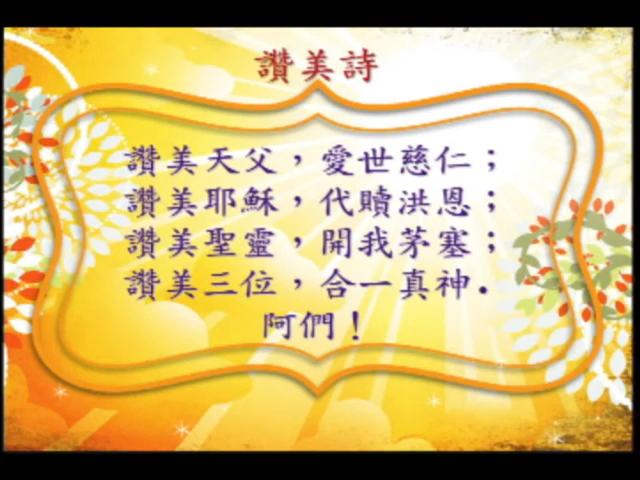 讚美詩
讚美天父，愛世慈仁；
讚美耶穌，代贖洪恩；
讚美聖靈，開我茅塞；
讚美三位，合一真神．
阿們！